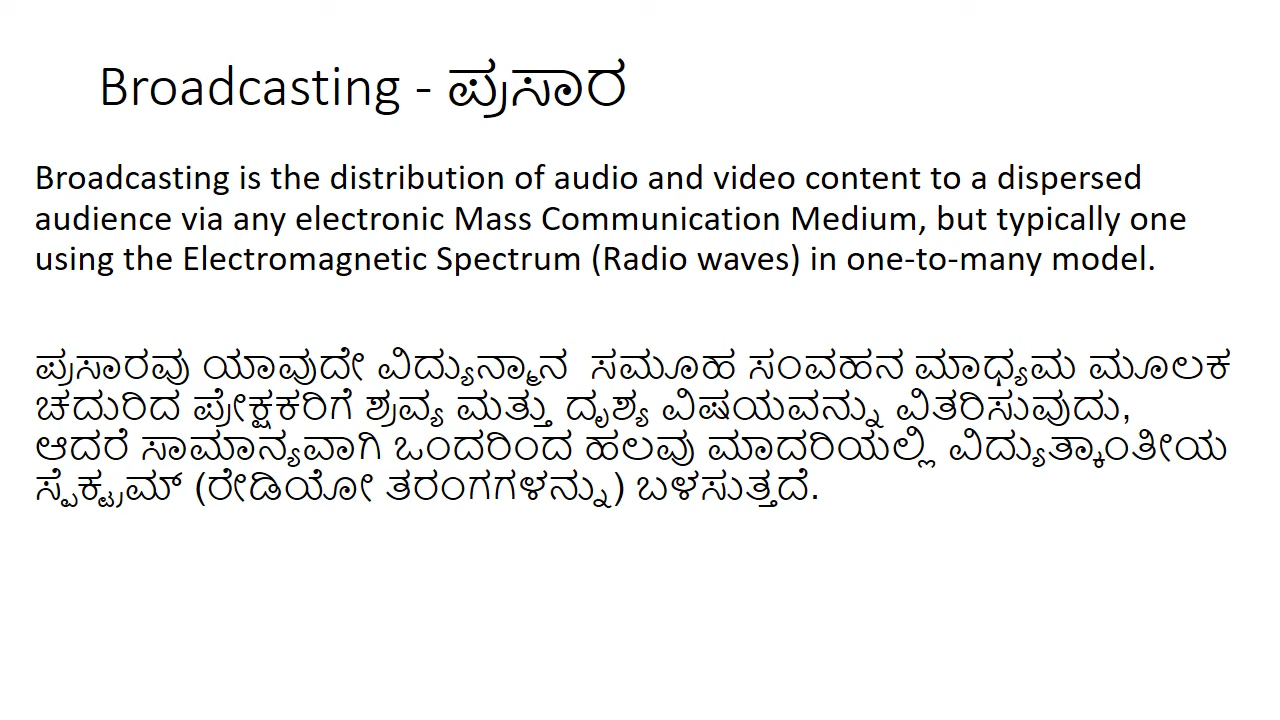 Broadcasting - ಪ್ರಸಾರ
Broadcasting is the distribution of audio and video content to a dispersed
audience via any electronic Mass Communication Medium, but typically one
using the Electromagnetic Spectrum (Radio waves) in one-to-many model.
ಪ್ರಸಾರವು ಯಾವುದೇ ವಿದ್ಯುನ್ಮಾನ ಸಮೂಹ ಸಂವಹನ ಮಾಧ್ಯಮ ಮೂಲಕ
ಚದುರಿದ ಪ್ರೇಕ್ಷಕರಿಗೆ ಶ್ರವ್ಯ ಮತ್ತು ದೃಶ್ಯ ವಿಷಯವನ್ನು ವಿತರಿಸುವುದು,
ಆದರೆ ಸಾಮಾನ್ಯವಾಗಿ ಒಂದರಿಂದ ಹಲವು ಮಾದರಿಯಲ್ಲಿ ವಿದ್ಯುತ್ಕಾಂತೀಯ
ಸ್ಪೆಕ್ಟ್ರಮ್ (ರೇಡಿಯೋ ತರಂಗಗಳನ್ನು) ಬಳಸುತ್ತದೆ.